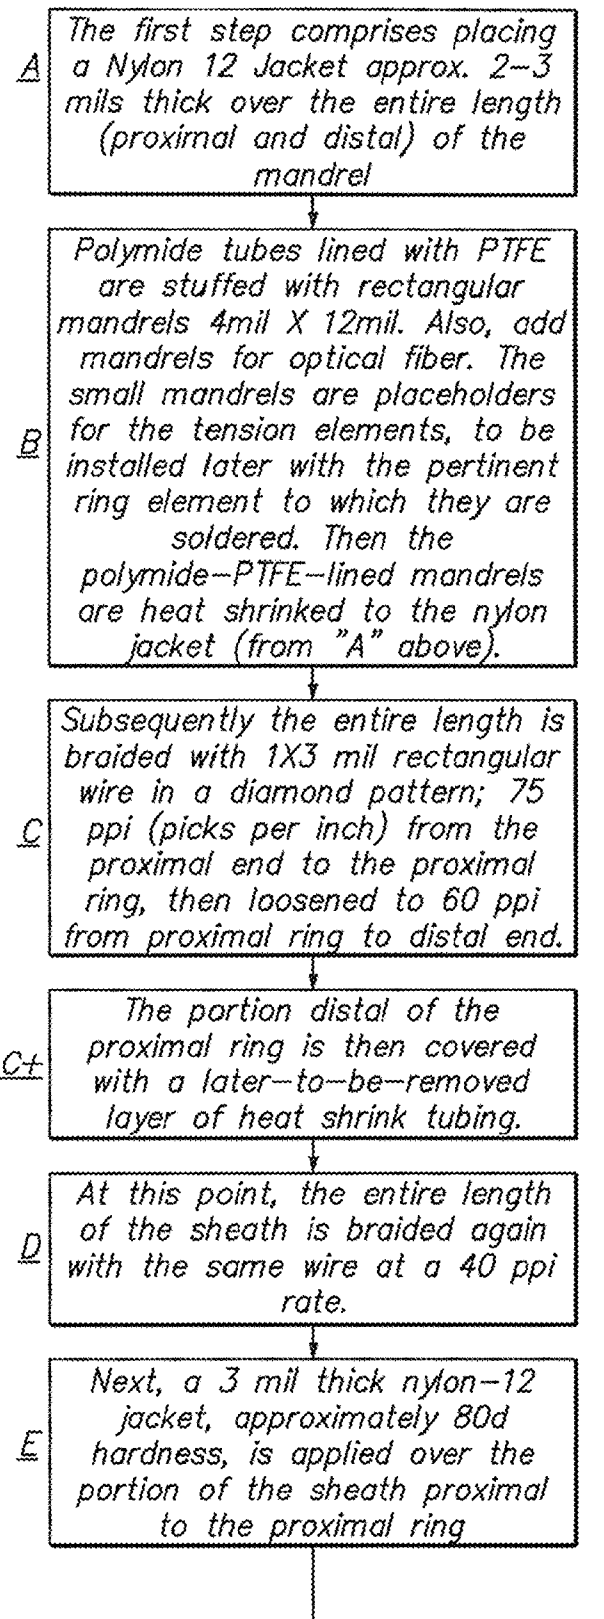 A
The first step comprises placing
a Nylon 12 Jacket approx. 2-3
mils thick over the entire length
(proximal and distal) of the
mandrel
B
Polymide tubes lined with PTFE
are stuffed with rectangular
mandrels 4mil X 12mil. Also, add
mandrels for optical fiber. The
small mandrels are placeholders
for the tension elements, to be
installed later with the pertinent
ring element to which they are
soldered. Then the
polymide-PTFE-lined mandrels
are heat shrinked to the nylon
jacket (from "A" above).
C
Subsequently the entire length is
braided with 1X3 mil rectangular
wire in a diamond pattern; 75
ppi (picks per inch) from the
proximal end to the proximal
ring, then loosened to 60 ppi
from proximal ring to distal end.
C+
The portion distal of the
proximal ring is then covered
with a later-to-be-removed
layer of heat shrink tubing.
D
At this point, the entire length
of the sheath is braided again
with the same wire at a 40 ppi
rate.
E
Next, a 3 mil thick nylon-12
jacket, approximately 80d
hardness, is applied over the
portion of the sheath proximal
to the proximal ring